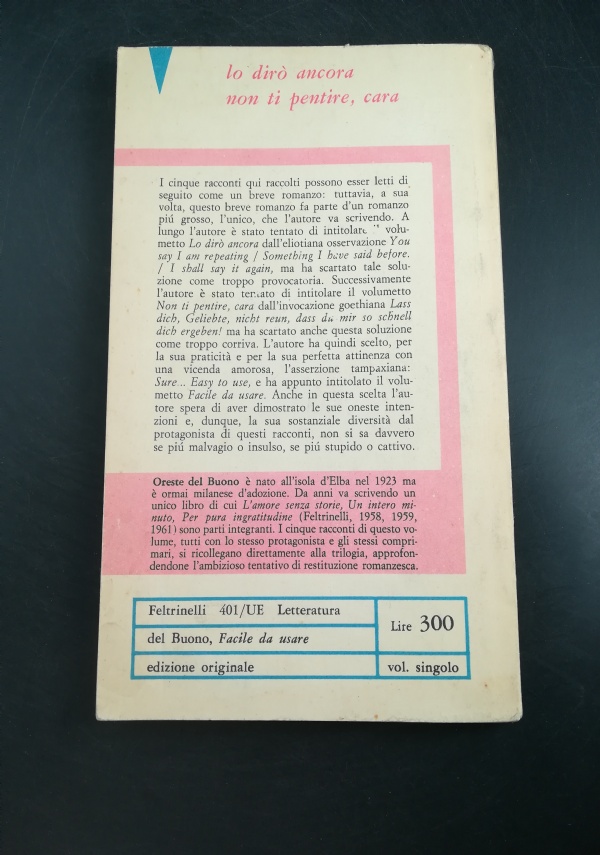 lo dirò ancora
non ti pentire, cara
I cinque racconti qui raccolti possono esser letti di
seguito come un breve romanzo: tuttavia, a sua
volta, questo breve romanzo fa parte d'un romanzo
piú grosso, l'unico, che l'autore va scrivendo. A
lungo l'autore è stato tentato di intitolare volu-
metto Lo dirò ancora dall'eliotiana osservazione You
say I am repeating / Something I have said before.
/ I shall say it again, ma ha scartato tale solu-
zione come troppo provocatoria. Successivamente
l'autore è stato tentato di intitolare il volumetto
Non ti pentire, cara dall'invocazione goethiana Lass
dich, Geliebte, nicht reun, dass du mir so schnell
dich ergeben! ma ha scartato anche questa soluzione
come troppo corriva. L'autore ha quindi scelto, per
la sua praticità e per la sua perfetta attinenza con
una vicenda amorosa, l'asserzione tampaxiana:
Sure... Easy to use, e ha appunto intitolato il volu-
metto Facile da usare. Anche in questa scelta l'au-
tore spera di aver dimostrato le sue oneste inten-
zioni e, dunque, la sua sostanziale diversità dal
protagonista di questi racconti, non si sa davvero
se piú malvagio o insulso, se piú stupido o cattivo.
Oreste del Buono è nato all'isola d'Elba nel 1923 ma
è ormai milanese d'adozione. Da anni va scrivendo un
unico libro di cui L'amore senza storie, Un intero mi-
nuto, Per pura ingratitudine (Feltrinelli, 1958, 1959,
1961) sono parti integranti. I cinque racconti di questo vo-
lume, tutti con lo stesso protagonista e gli stessi compri-
mari, si ricollegano direttamente alla trilogia, approfon-
dendone l'ambizioso tentativo di restituzione romanzesca.
Feltrinelli 401/UE Letteratura
Lire 300
del Buono, Facile da usare
edizione originale
vol. singolo